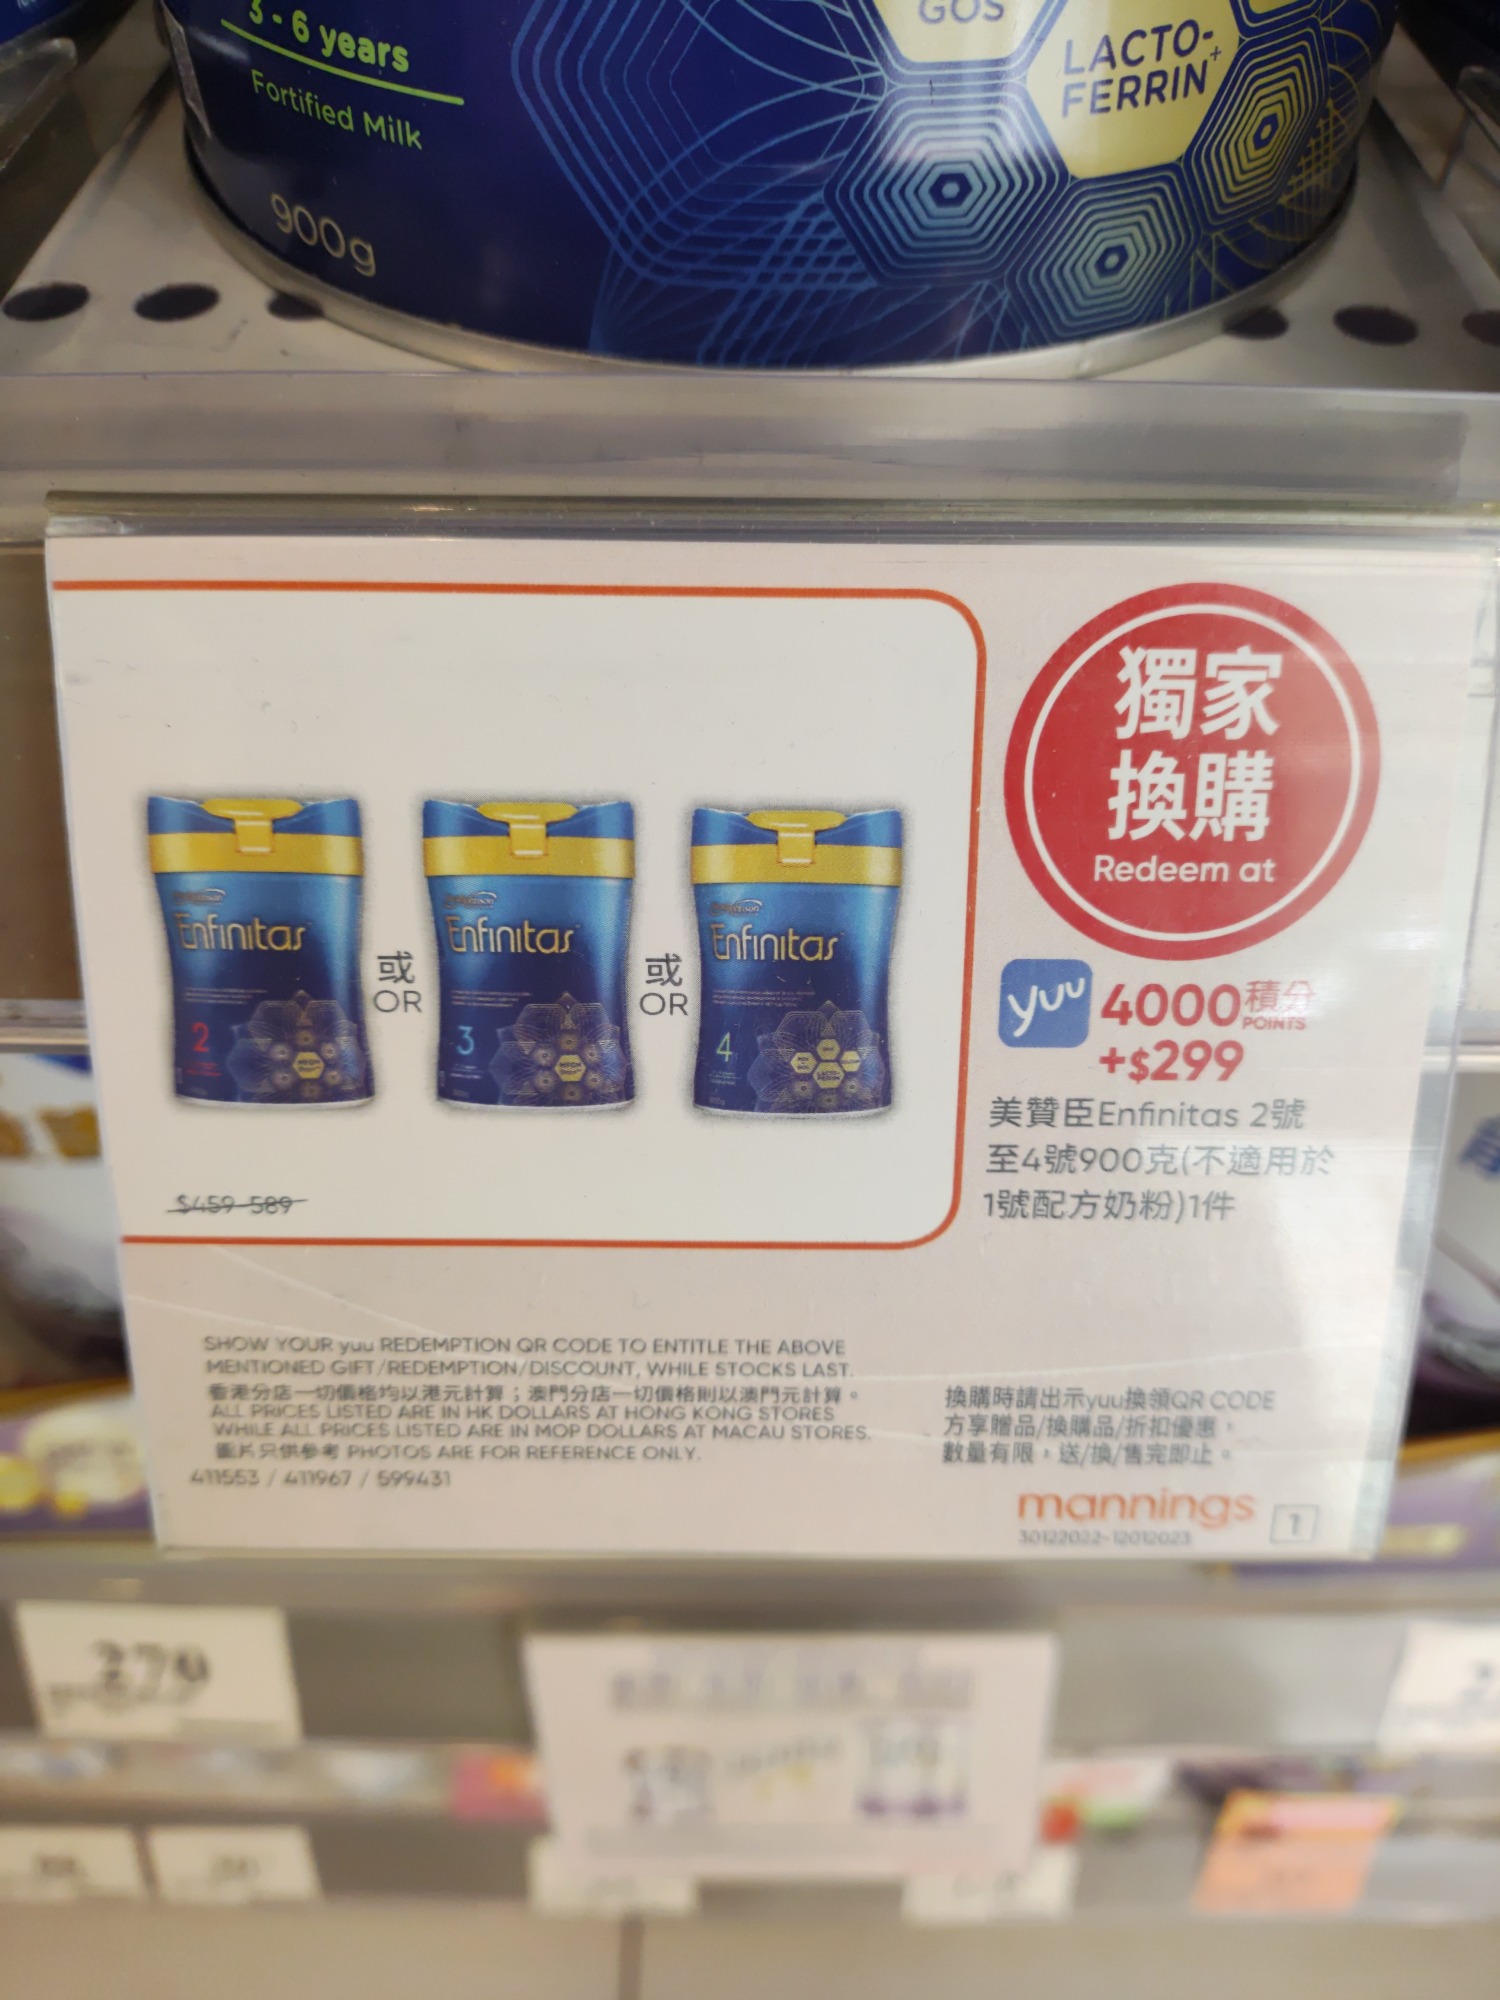 3 - 6 years
Fortified Milk
900g
GOS
LACTO-
FERRIN+
獨家
換購
Redeem at
yuu 4000積分
POINTS
+$299
美贊臣Enfinitas 2號
至4號900克(不適用於
1號配方奶粉)1件
Enfinitas
2
或
OR
Enfinitas
3
或
OR
Enfinitas
4
$459-589
SHOW YOUR yuu REDEMPTION QR CODE TO ENTITLE THE ABOVE
MENTIONED GIFT/REDEMPTION/DISCOUNT, WHILE STOCKS LAST.
香港分店一切價格均以港元計算；澳門分店一切價格則以澳門元計算。
ALL PRICES LISTED ARE IN HK DOLLARS AT HONG KONG STORES
WHILE ALL PRICES LISTED ARE IN MOP DOLLARS AT MACAU STORES.
圖片只供參考 PHOTOS ARE FOR REFERENCE ONLY.
411553 / 411967 / 599431
換購時請出示yuu換領QR CODE
方享贈品/換購品/折扣優惠，
數量有限，送/換/售完即止。
mannings
30122022-12012023
1